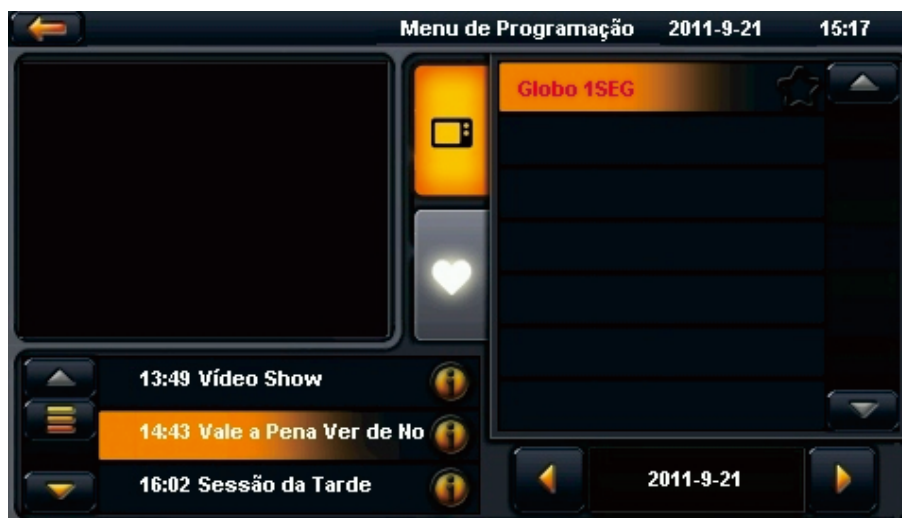 Menu de Programação 2011-9-21 15:17
Globo 1SEG
13:49 Vídeo Show
14:43 Vale a Pena Ver de No
16:02 Sessão da Tarde
2011-9-21